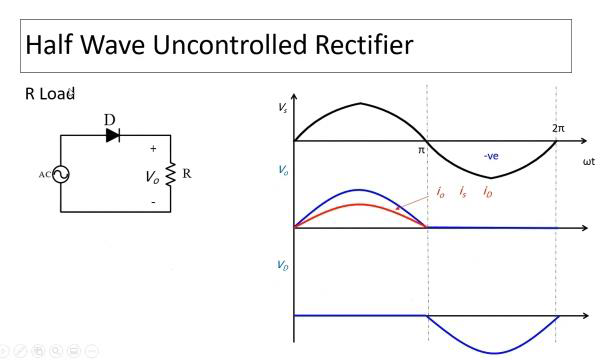 Half Wave Uncontrolled Rectifier
R Load
D
+
AC
Vo
R
-
Vs
π
-ve
2π
ωt
Vo
io is iD
VD